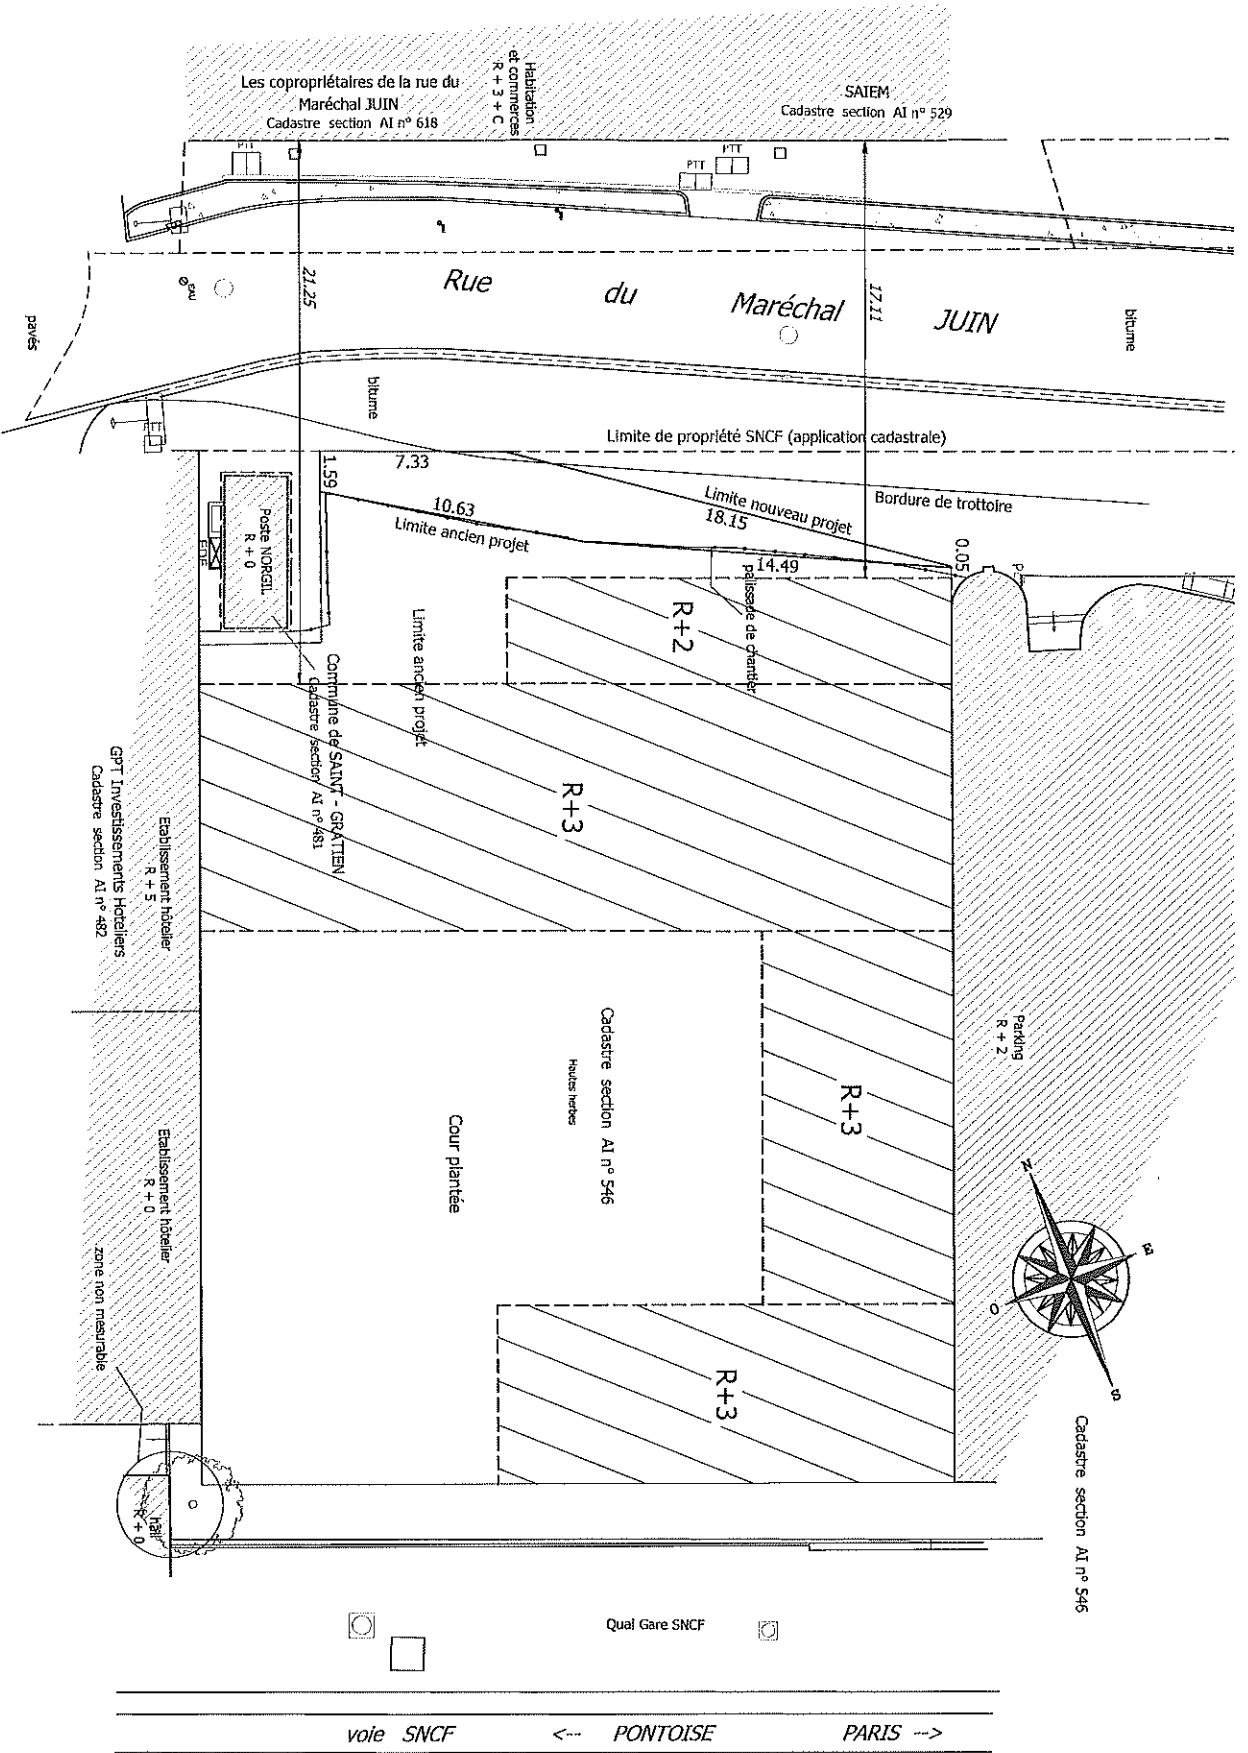 Les copropriétaires de la rue du
Maréchal JUIN
Cadastre section AI n° 618
Habitation
et commerces
R + 3 + C
SAIEM
Cadastre section AI n° 529
PTT
PTT
PTT
21.25
17.11
Rue du Maréchal JUIN
EAU
pavés
bitume
bitume
Limite de propriété SNCF (application cadastrale)
7.33
1.59
10.63
Limite ancien projet
Limite nouveau projet
18.15
Bordure de trottoire
14.49
0.05
palissade de chantier
Poste NORGIL
R + 0
EDF
R+2
Limite ancien projet
Commune de SAINT - GRATIEN
Cadastre section AI n° 481
R+3
GPT Investissements Hoteliers
Cadastre section AI n° 482
Etablissement hôtelier
R + 5
Parking
R + 2
Cadastre section AI n° 546
Hautes herbes
R+3
Cour plantée
Etablissement hôtelier
R + 0
zone non mesurable
N
E
O
S
R+3
Cadastre section AI n° 546
hall
R + 0
Quai Gare SNCF
voie SNCF <-- PONTOISE PARIS -->